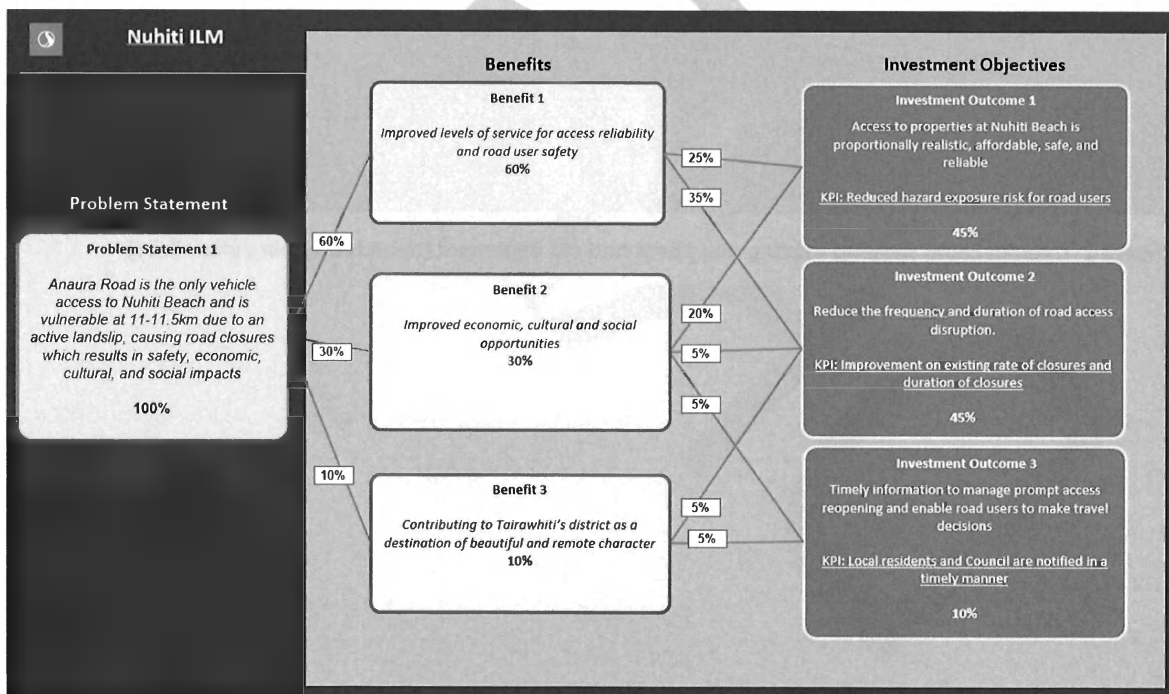 Nuhiti ILM
Problem Statement
Problem Statement 1
Anaura Road is the only vehicle
access to Nuhiti Beach and is
vulnerable at 11-11.5km due to an
active landslip, causing road closures
which results in safety, economic,
cultural, and social impacts
100%
60%
30%
10%
Benefits
Benefit 1
Improved levels of service for access reliability
and road user safety
60%
Benefit 2
Improved economic, cultural and social
opportunities
30%
Benefit 3
Contributing to Tairawhiti's district as a
destination of beautiful and remote character
10%
25%
35%
20%
5%
5%
5%
5%
Investment Objectives
Investment Outcome 1
Access to properties at Nuhiti Beach is
proportionally realistic, affordable, safe, and
reliable
KPI: Reduced hazard exposure risk for road users
45%
Investment Outcome 2
Reduce the frequency and duration of road access
disruption.
KPI: Improvement on existing rate of closures and
duration of closures
45%
Investment Outcome 3
Timely information to manage prompt access
reopening and enable road users to make travel
decisions
KPI: Local residents and Council are notified in a
timely manner
10%